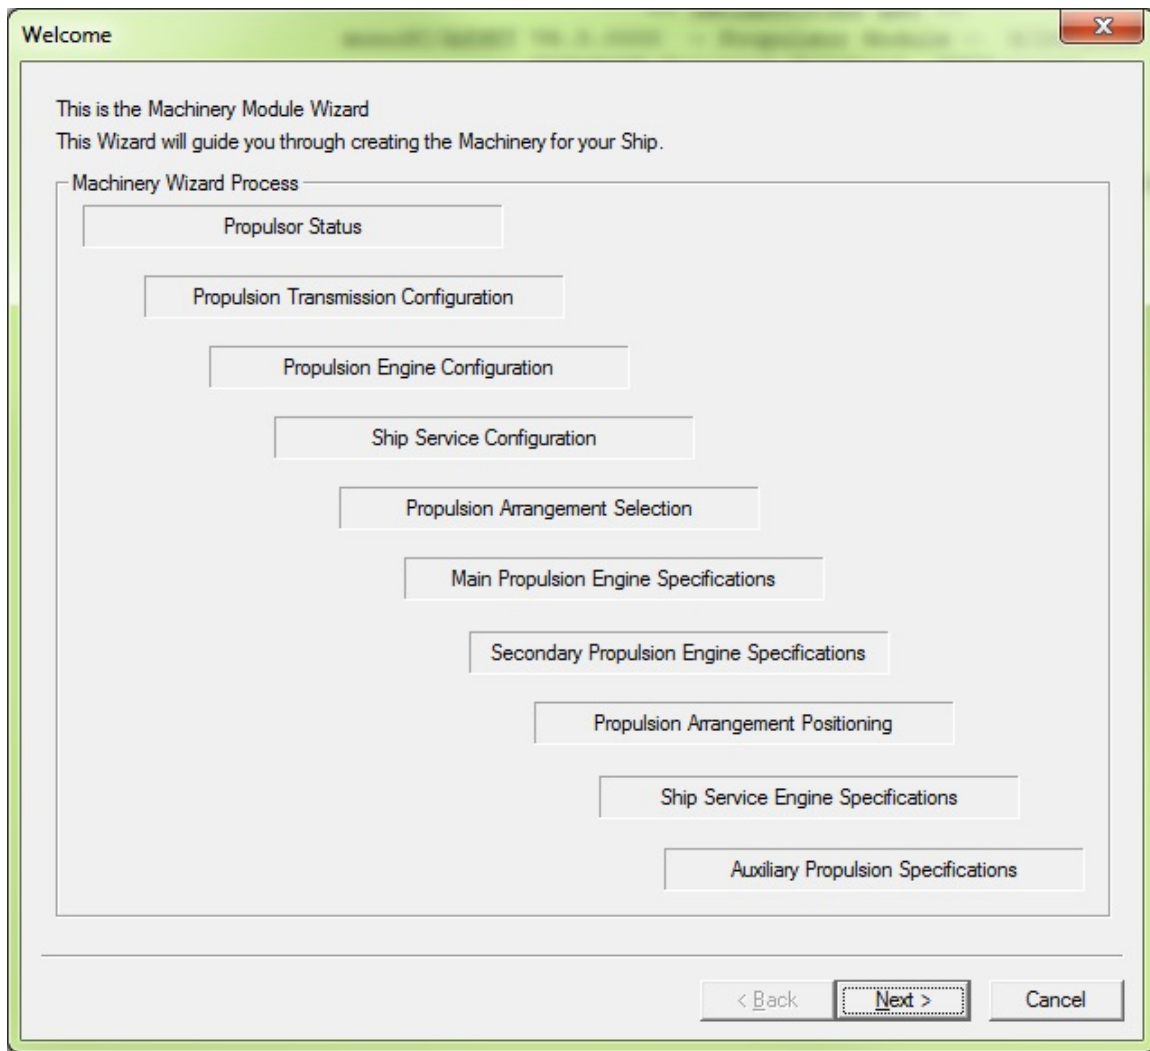 Welcome
This is the Machinery Module Wizard
This Wizard will guide you through creating the Machinery for your Ship.
Machinery Wizard Process
Propulsor Status
Propulsion Transmission Configuration
Propulsion Engine Configuration
Ship Service Configuration
Propulsion Arrangement Selection
Main Propulsion Engine Specifications
Secondary Propulsion Engine Specifications
Propulsion Arrangement Positioning
Ship Service Engine Specifications
Auxiliary Propulsion Specifications
< Back Next > Cancel